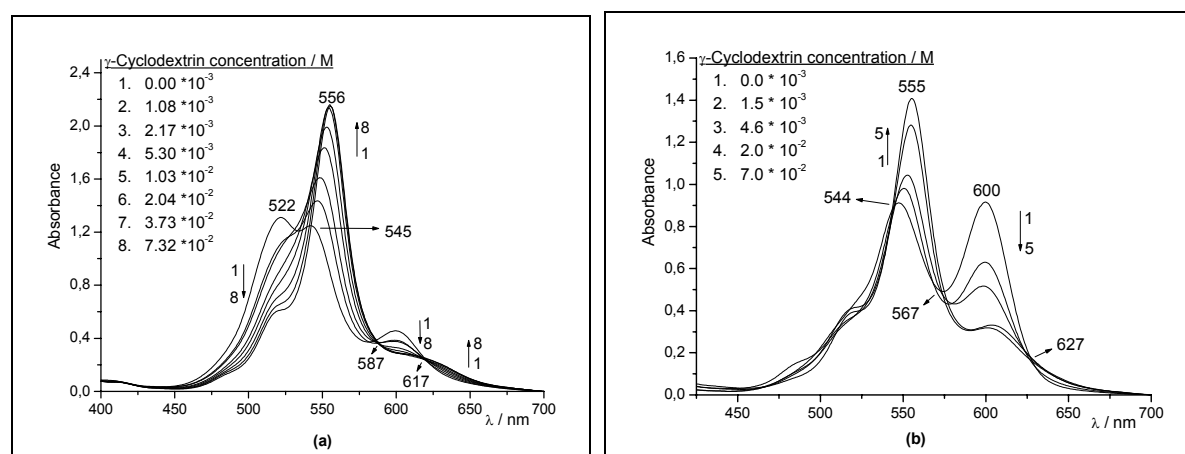 γ-Cyclodextrin concentration / M
1. 0.00 *10-3
2. 1.08 *10-3
3. 2.17 *10-3
4. 5.30 *10-3
5. 1.03 *10-2
6. 2.04 *10-2
7. 3.73 *10-2
8. 7.32 *10-2
2,4
2,0
1,6
1,2
0,8
0,4
0,0
Absorbance
556
8
1
522
545
1
8
587
1
8
617
8
1
400 450 500 550 600 650 700
λ / nm
(a)
γ-Cyclodextrin concentration / M
1. 0.0 * 10-3
2. 1.5 * 10-3
3. 4.6 * 10-3
4. 2.0 * 10-2
5. 7.0 * 10-2
1,6
1,4
1,2
1,0
0,8
0,6
0,4
0,2
0,0
Absorbance
555
5
1
544
600
1
5
567
627
450 500 550 600 650 700
λ / nm
(b)